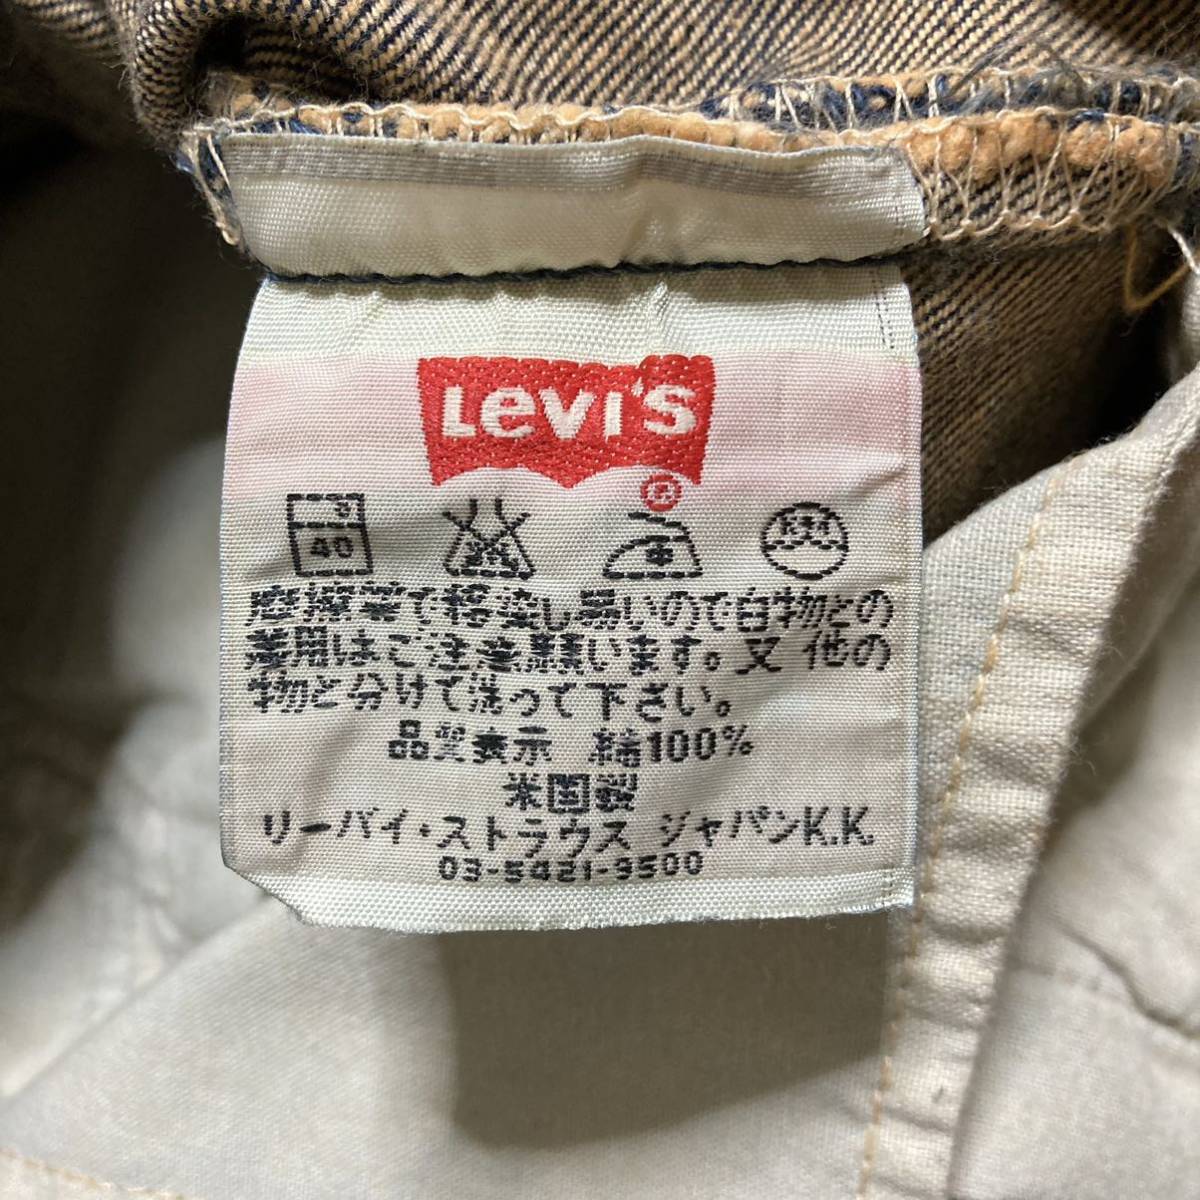 Levi's
®
40
摩擦等で移染し易いので白物との
着用はご注意願います。又 他の
物と分けて洗って下さい。
品質表示 綿100%
米国製
リーバイ・ストラウス ジャパンK.K.
03-5421-9500